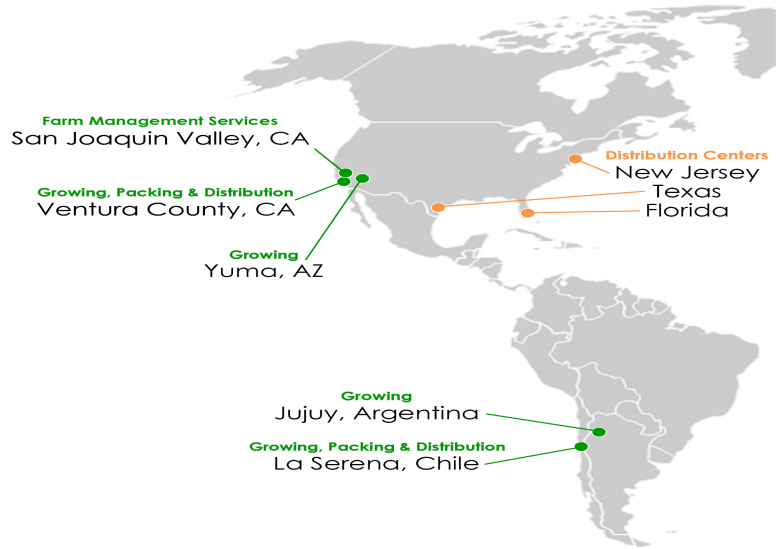 Farm Management Services
San Joaquin Valley, CA
Growing, Packing & Distribution
Ventura County, CA
Growing
Yuma, AZ
Distribution Centers
New Jersey
Texas
Florida
Growing
Jujuy, Argentina
Growing, Packing & Distribution
La Serena, Chile